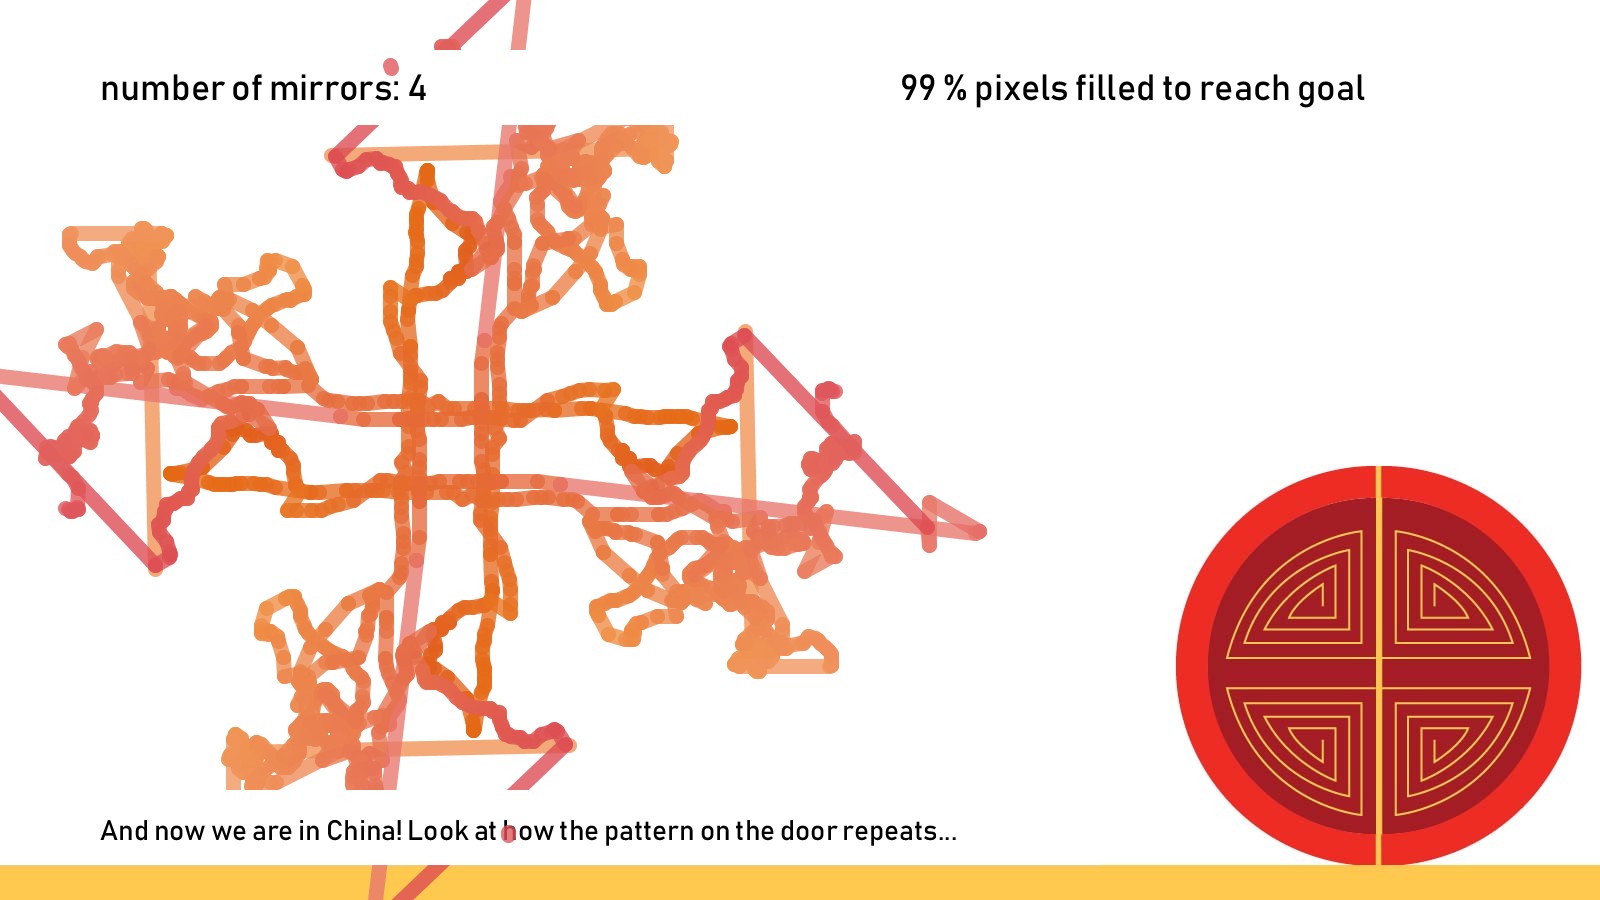 number of mirrors: 4
99 % pixels filled to reach goal
And now we are in China! Look at how the pattern on the door repeats...